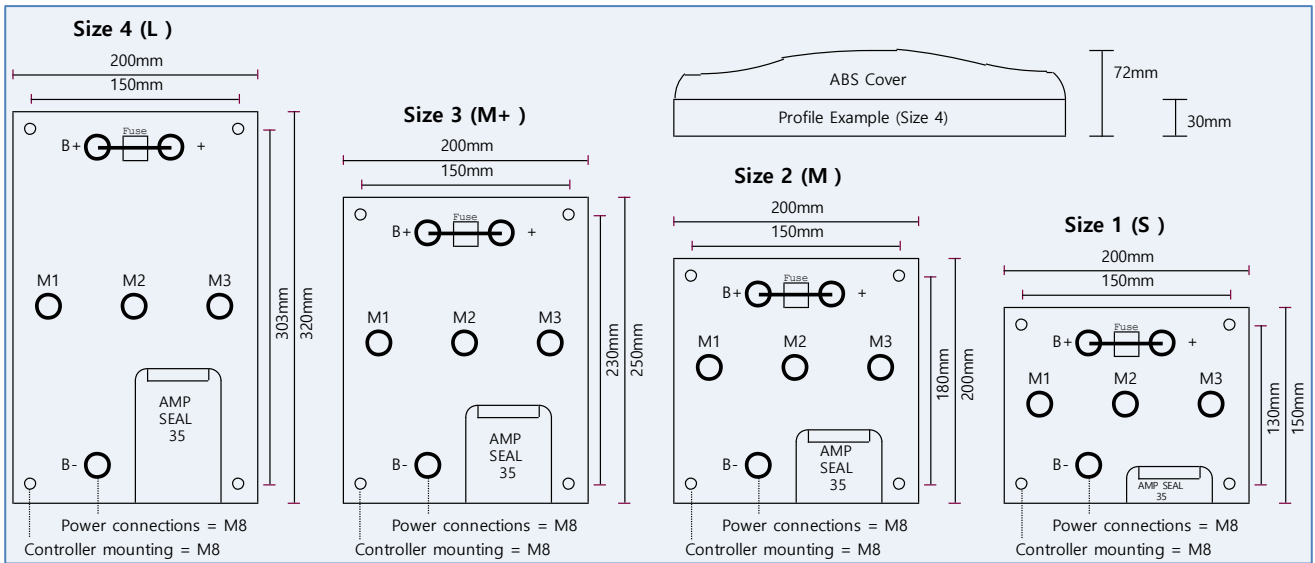 Size 4 (L )
200mm
150mm
Fuse
B+
+
M1
M2
M3
303mm
320mm
AMP
SEAL
35
B-
Power connections = M8
Controller mounting = M8
Size 3 (M+ )
200mm
150mm
Fuse
B+
+
M1
M2
M3
230mm
250mm
AMP
SEAL
35
B-
Power connections = M8
Controller mounting = M8
ABS Cover
Profile Example (Size 4)
72mm
30mm
Size 2 (M )
200mm
150mm
Fuse
B+
+
M1
M2
M3
180mm
200mm
AMP
SEAL
35
B-
Power connections = M8
Controller mounting = M8
Size 1 (S )
200mm
150mm
Fuse
B+
+
M1
M2
M3
130mm
150mm
B-
AMP SEAL
35
Power connections = M8
Controller mounting = M8